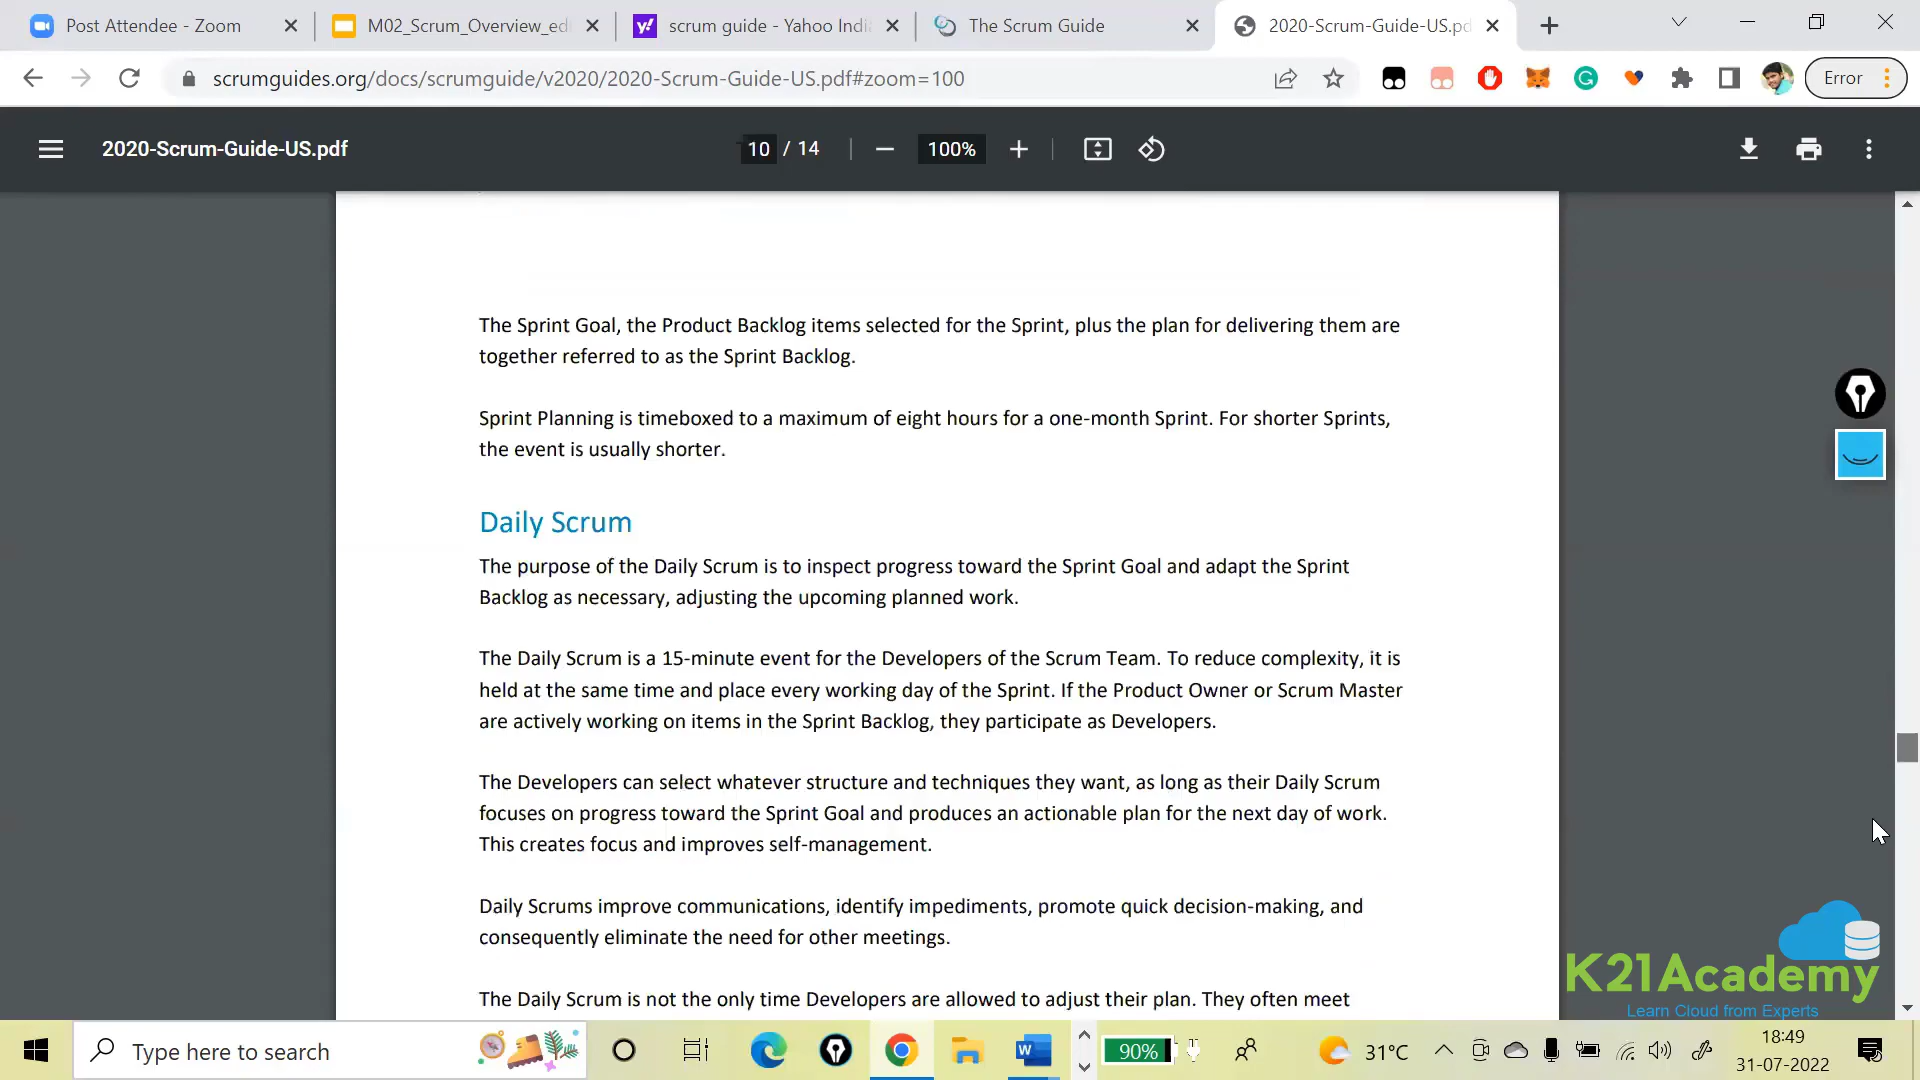 Post Attendee - Zoom
M02_Scrum_Overview_ed
scrum guide - Yahoo Indi
The Scrum Guide
2020-Scrum-Guide-US.pd
scrumguides.org/docs/scrumguide/v2020/2020-Scrum-Guide-US.pdf#zoom=100
Error
2020-Scrum-Guide-US.pdf
10 / 14
100%
The Sprint Goal, the Product Backlog items selected for the Sprint, plus the plan for delivering them are
together referred to as the Sprint Backlog.
Sprint Planning is timeboxed to a maximum of eight hours for a one-month Sprint. For shorter Sprints,
the event is usually shorter.
Daily Scrum
The purpose of the Daily Scrum is to inspect progress toward the Sprint Goal and adapt the Sprint
Backlog as necessary, adjusting the upcoming planned work.
The Daily Scrum is a 15-minute event for the Developers of the Scrum Team. To reduce complexity, it is
held at the same time and place every working day of the Sprint. If the Product Owner or Scrum Master
are actively working on items in the Sprint Backlog, they participate as Developers.
The Developers can select whatever structure and techniques they want, as long as their Daily Scrum
focuses on progress toward the Sprint Goal and produces an actionable plan for the next day of work.
This creates focus and improves self-management.
Daily Scrums improve communications, identify impediments, promote quick decision-making, and
consequently eliminate the need for other meetings.
The Daily Scrum is not the only time Developers are allowed to adjust their plan. They often meet
K21Academy
Learn Cloud from Experts
Type here to search
90%
31°C
18:49
31-07-2022